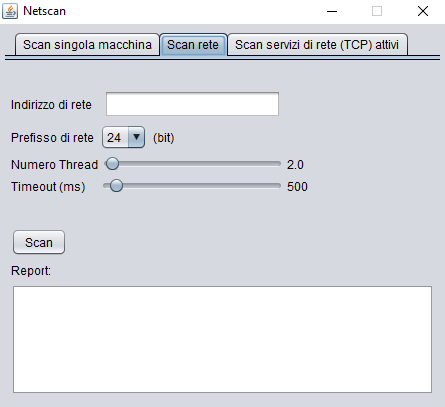 Netscan
Scan singola macchina Scan rete Scan servizi di rete (TCP) attivi
Indirizzo di rete
Prefisso di rete 24 (bit)
Numero Thread 2.0
Timeout (ms) 500
Scan
Report: